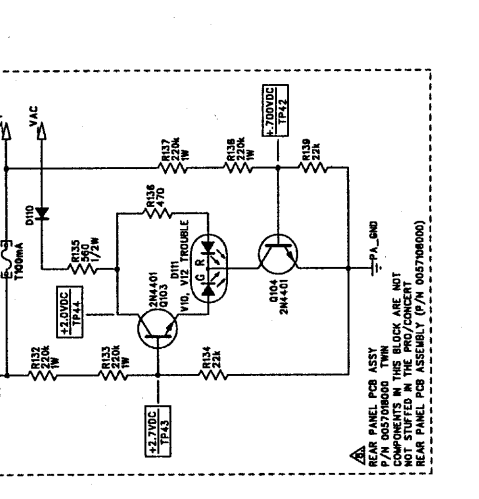 VAC
+.700VDC
TP42
R137
220k
1W
R138
220k
1W
R139
22k
D110
R136
470
R135
560
1/2W
T100mA
D111
V12 TROUBLE
V10,
G R
+2.0VDC
TP44
2N4401
Q103
Q104
2N4401
PA_GND
R132
220k
1W
R133
220k
1W
R134
22k
+2.7VDC
TP43
REAR PANEL PCB ASSY
P/N 0057018000 TWIN
COMPONENTS IN THIS BLOCK ARE NOT
NOT STUFFED IN THE PRO/CONCERT
REAR PANEL PCB ASSEMBLY (P/N 0057108000)